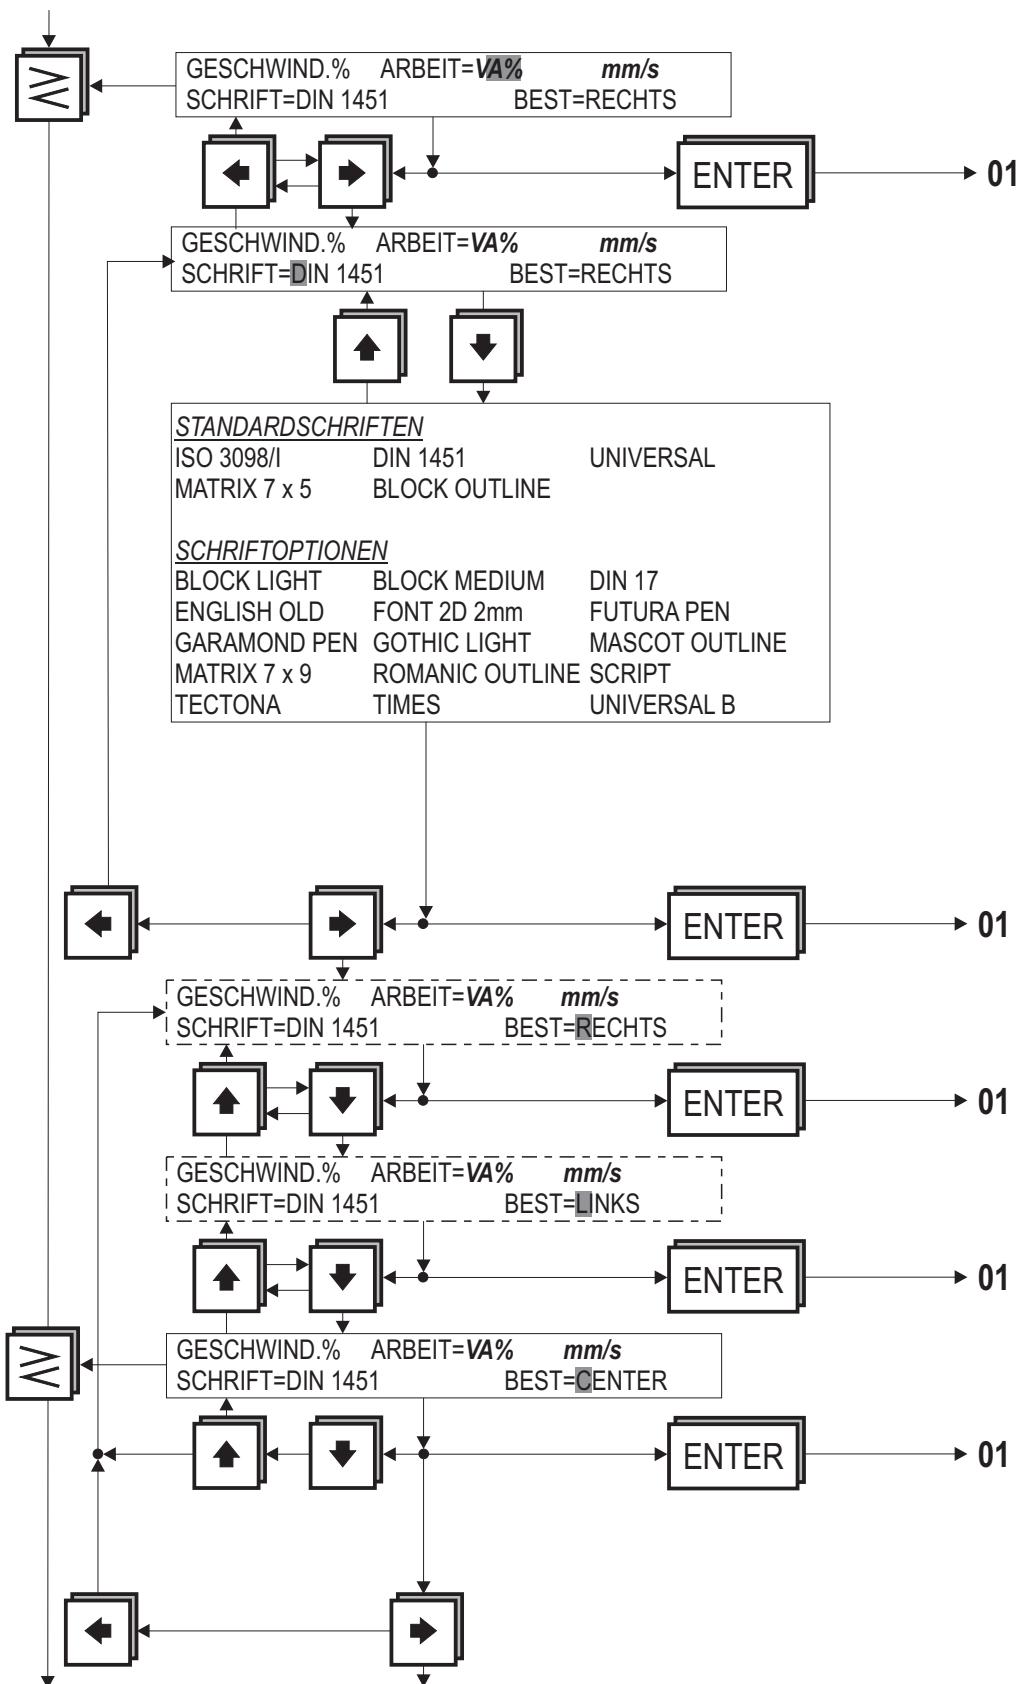 GESCHWIND.% ARBEIT=VA% mm/s
SCHRIFT=DIN 1451 BEST=RECHTS
ENTER 01
GESCHWIND.% ARBEIT=VA% mm/s
SCHRIFT=DIN 1451 BEST=RECHTS
STANDARDSCHRIFTEN
ISO 3098/I DIN 1451 UNIVERSAL
MATRIX 7 x 5 BLOCK OUTLINE
SCHRIFTOPTIONEN
BLOCK LIGHT BLOCK MEDIUM DIN 17
ENGLISH OLD FONT 2D 2mm FUTURA PEN
GARAMOND PEN GOTHIC LIGHT MASCOT OUTLINE
MATRIX 7 x 9 ROMANIC OUTLINE SCRIPT
TECTONA TIMES UNIVERSAL B
ENTER 01
GESCHWIND.% ARBEIT=VA% mm/s
SCHRIFT=DIN 1451 BEST=RECHTS
ENTER 01
GESCHWIND.% ARBEIT=VA% mm/s
SCHRIFT=DIN 1451 BEST=LINKS
ENTER 01
GESCHWIND.% ARBEIT=VA% mm/s
SCHRIFT=DIN 1451 BEST=CENTER
ENTER 01